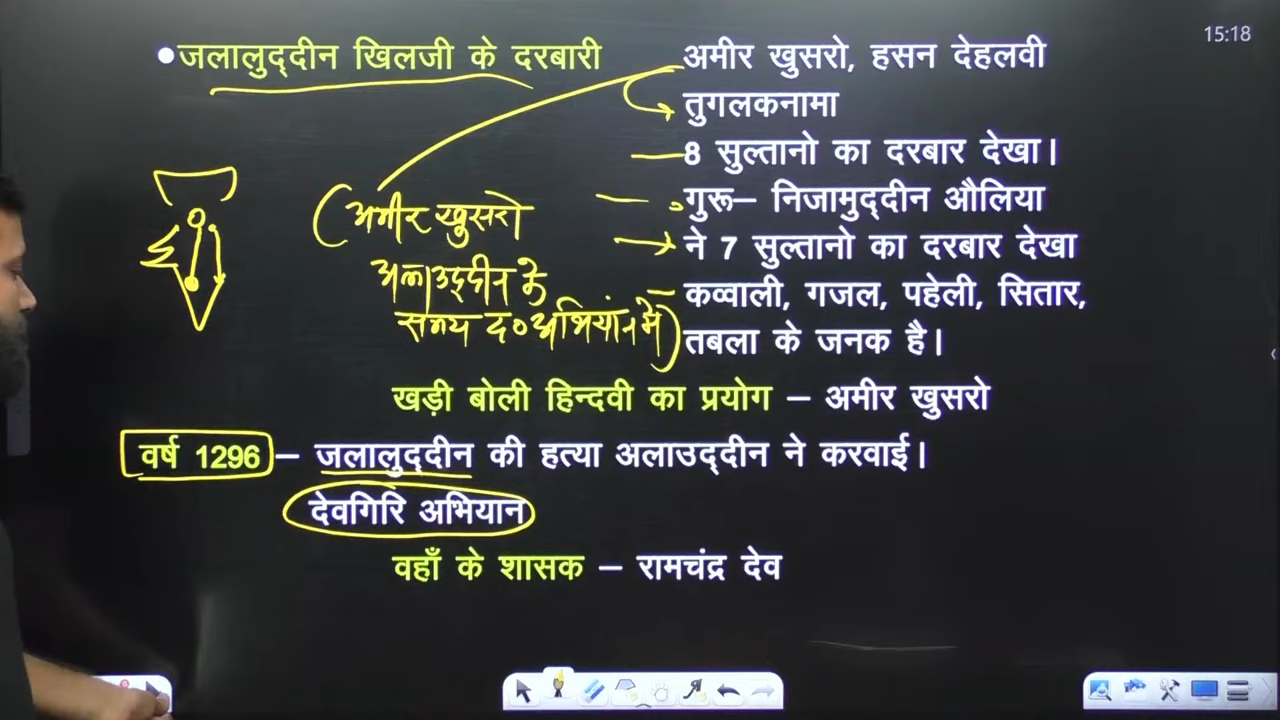 15:18
•जलालुद्दीन खिलजी के दरबारी अमीर खुसरो, हसन देहलवी
तुगलकनामा
8 सुल्तानो का दरबार देखा।
गुरू– निजामुद्दीन औलिया
ने 7 सुल्तानो का दरबार देखा
कव्वाली, गजल, पहेली, सितार,
तबला के जनक है।
(अमीर खुसरो
अलाउद्दीन के
समय द० अभियान में)
खड़ी बोली हिन्दवी का प्रयोग – अमीर खुसरो
वर्ष 1296 – जलालुद्दीन की हत्या अलाउद्दीन ने करवाई।
देवगिरि अभियान
वहाँ के शासक – रामचंद्र देव